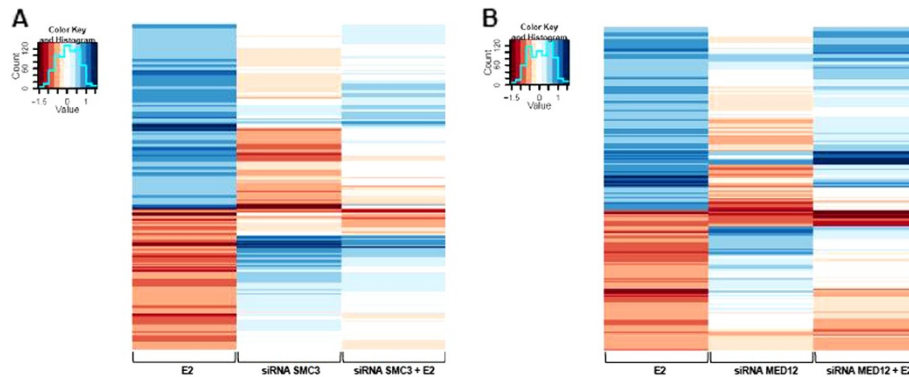 A
Color Key
and Histogram
Count
0 60 120
-1.5 0 1
Value
E2
siRNA SMC3
siRNA SMC3 + E2
B
Color Key
and Histogram
Count
0 60 120
-1.5 0 1
Value
E2
siRNA MED12
siRNA MED12 + E2